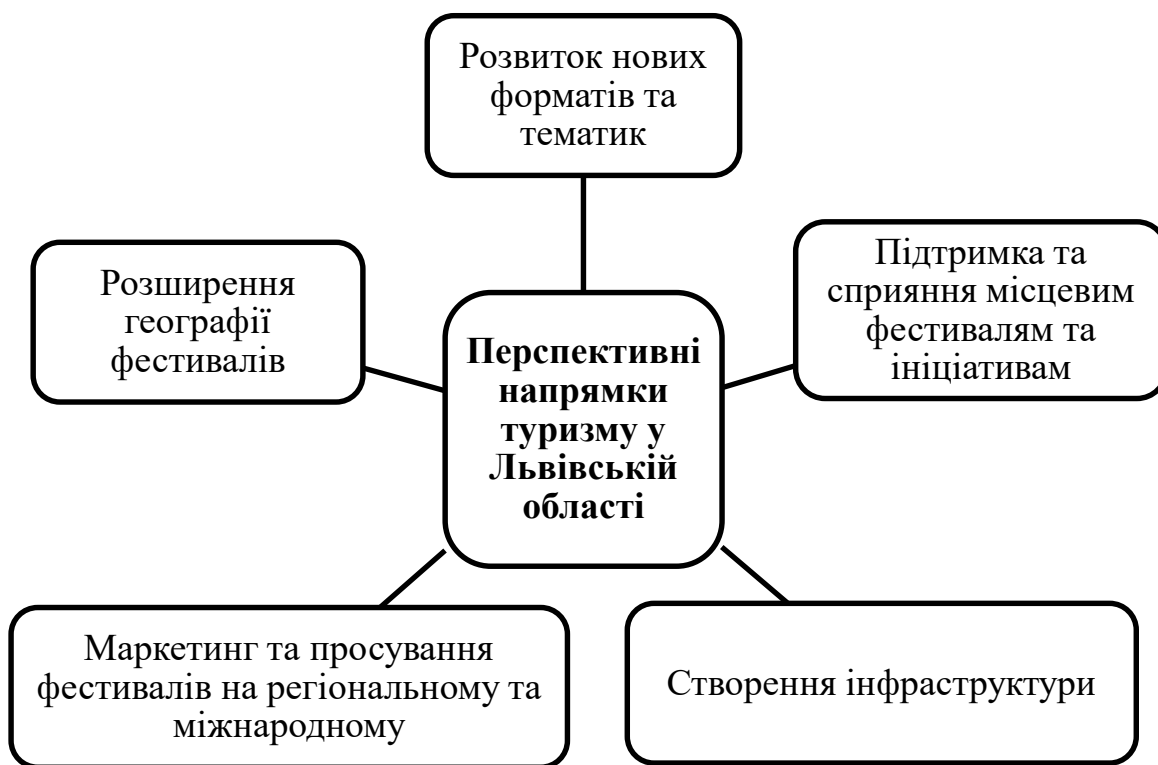 Розвиток нових
форматів та
тематик
Підтримка та
сприяння місцевим
фестивалям та
ініціативам
Розширення
географії
фестивалів
Перспективні
напрямки
туризму у
Львівській
області
Маркетинг та просування
фестивалів на регіональному та
міжнародному
Створення інфраструктури